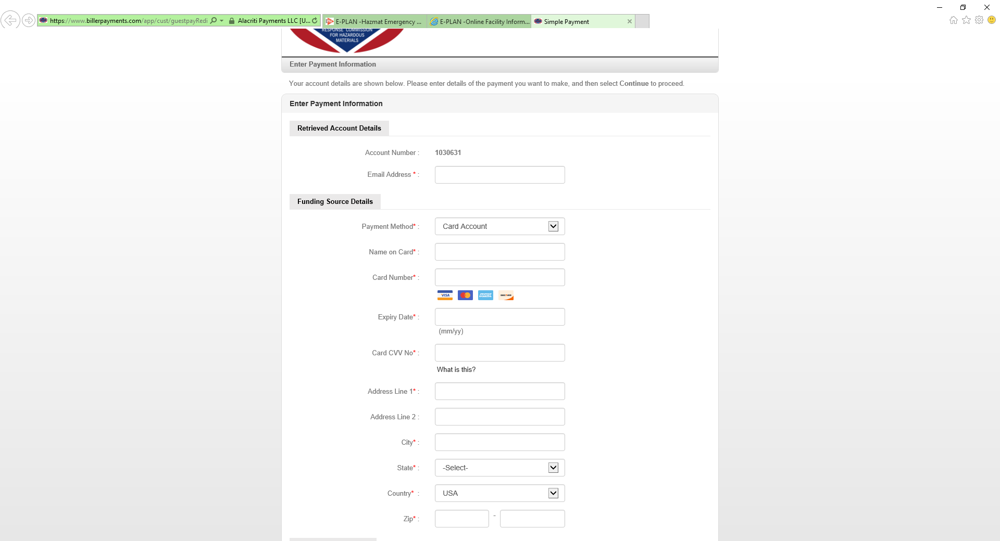 https://www.billerpayments.com/app/cust/guestpayRedi
Alacriti Payments LLC [U...
E-PLAN -Hazmat Emergency ...
E-PLAN -Online Facility Inform...
Simple Payment
RESPONSE COMMISSION
FOR HAZARDOUS
MATERIALS
Enter Payment Information
Your account details are shown below. Please enter details of the payment you want to make, and then select Continue to proceed.
Enter Payment Information
Retrieved Account Details
Account Number : 1030631
Email Address * :
Funding Source Details
Payment Method* : Card Account
Name on Card* :
Card Number* :
VISA AMEX DISCOVER
Expiry Date* :
(mm/yy)
Card CVV No* :
What is this?
Address Line 1* :
Address Line 2 :
City* :
State* : -Select-
Country* : USA
Zip* : -